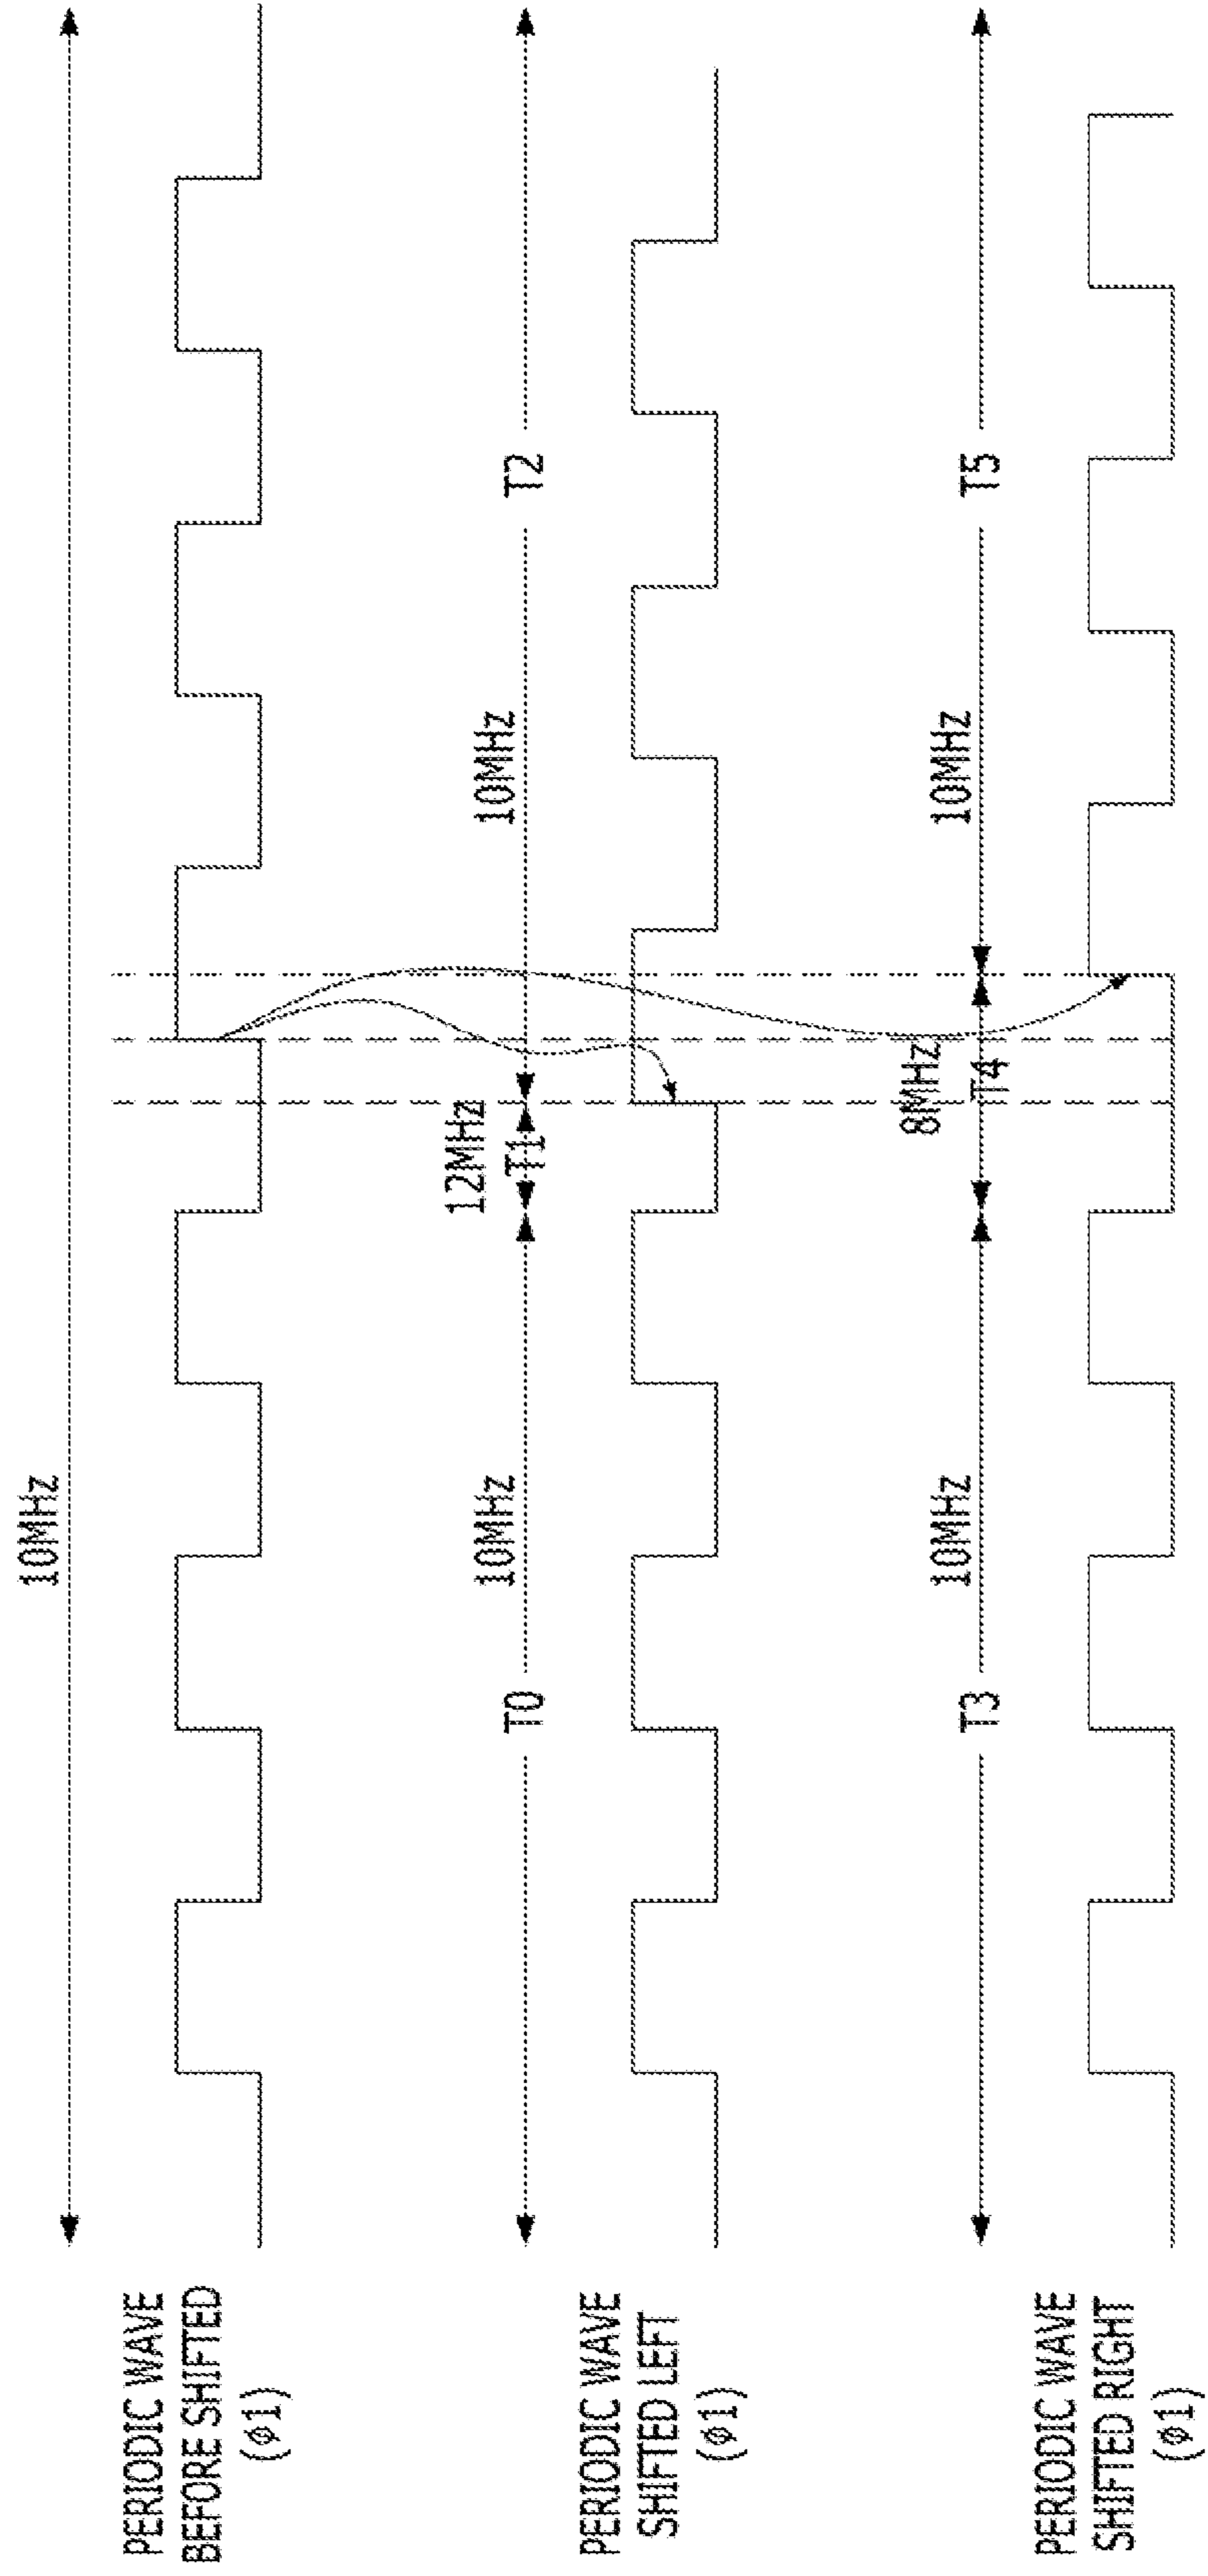 10MHz
PERIODIC WAVE
BEFORE SHIFTED
(φ1)
12MHz
10MHz
10MHz
T0
T1
T2
PERIODIC WAVE
SHIFTED LEFT
(φ1)
8MHz
10MHz
10MHz
T3
T4
T5
PERIODIC WAVE
SHIFTED RIGHT
(φ1)